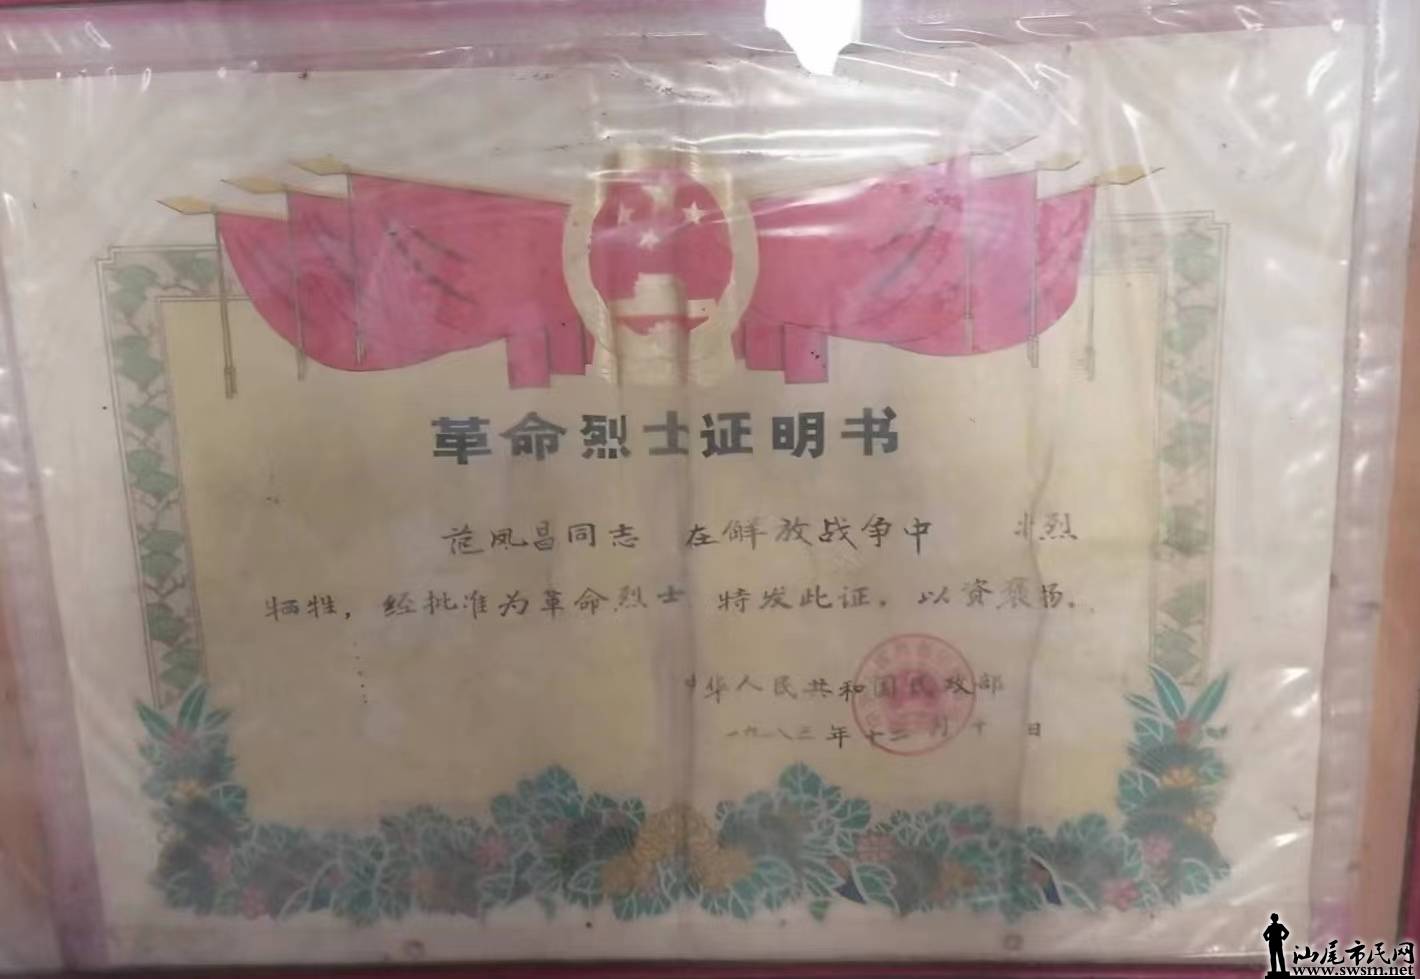 革命烈士证明书
范凤昌同志 在解放战争中 壮烈
牺牲，经批准为革命烈士 特发此证，以资褒扬。
中华人民共和国民政部
一九八三年十二月十日
汕尾市民网
www.swsm.net